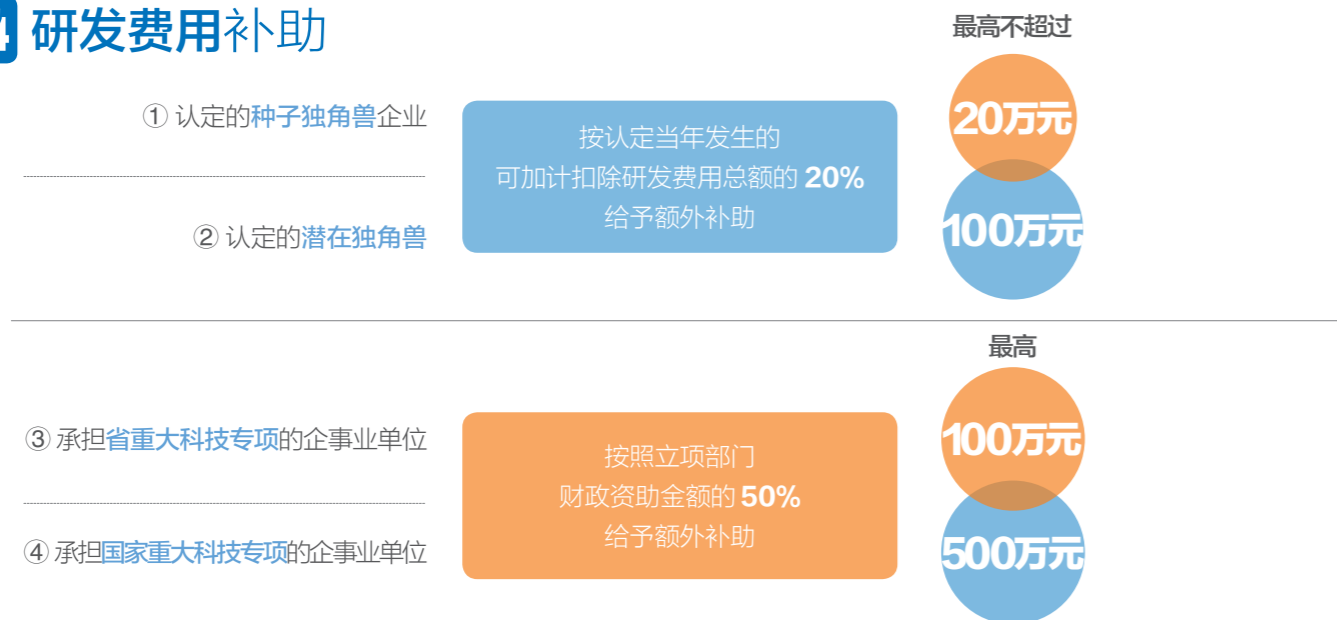 4 研发费用补助
最高不超过
① 认定的种子独角兽企业
② 认定的潜在独角兽
按认定当年发生的
可加计扣除研发费用总额的 20%
给予额外补助
20万元
100万元
最高
③ 承担省重大科技专项的企事业单位
④ 承担国家重大科技专项的企事业单位
按照立项部门
财政资助金额的 50%
给予额外补助
100万元
500万元